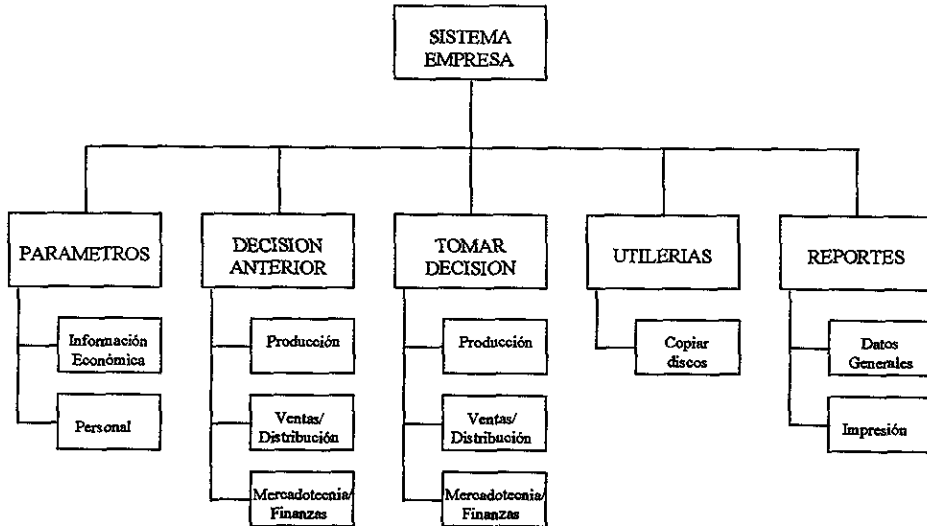 SISTEMA
EMPRESA
PARAMETROS
DECISION
ANTERIOR
TOMAR
DECISION
UTILERIAS
REPORTES
Información
Económica
Personal
Producción
Ventas/
Distribución
Mercadotecnia/
Finanzas
Producción
Ventas/
Distribución
Mercadotecnia/
Finanzas
Copiar
discos
Datos
Generales
Impresión